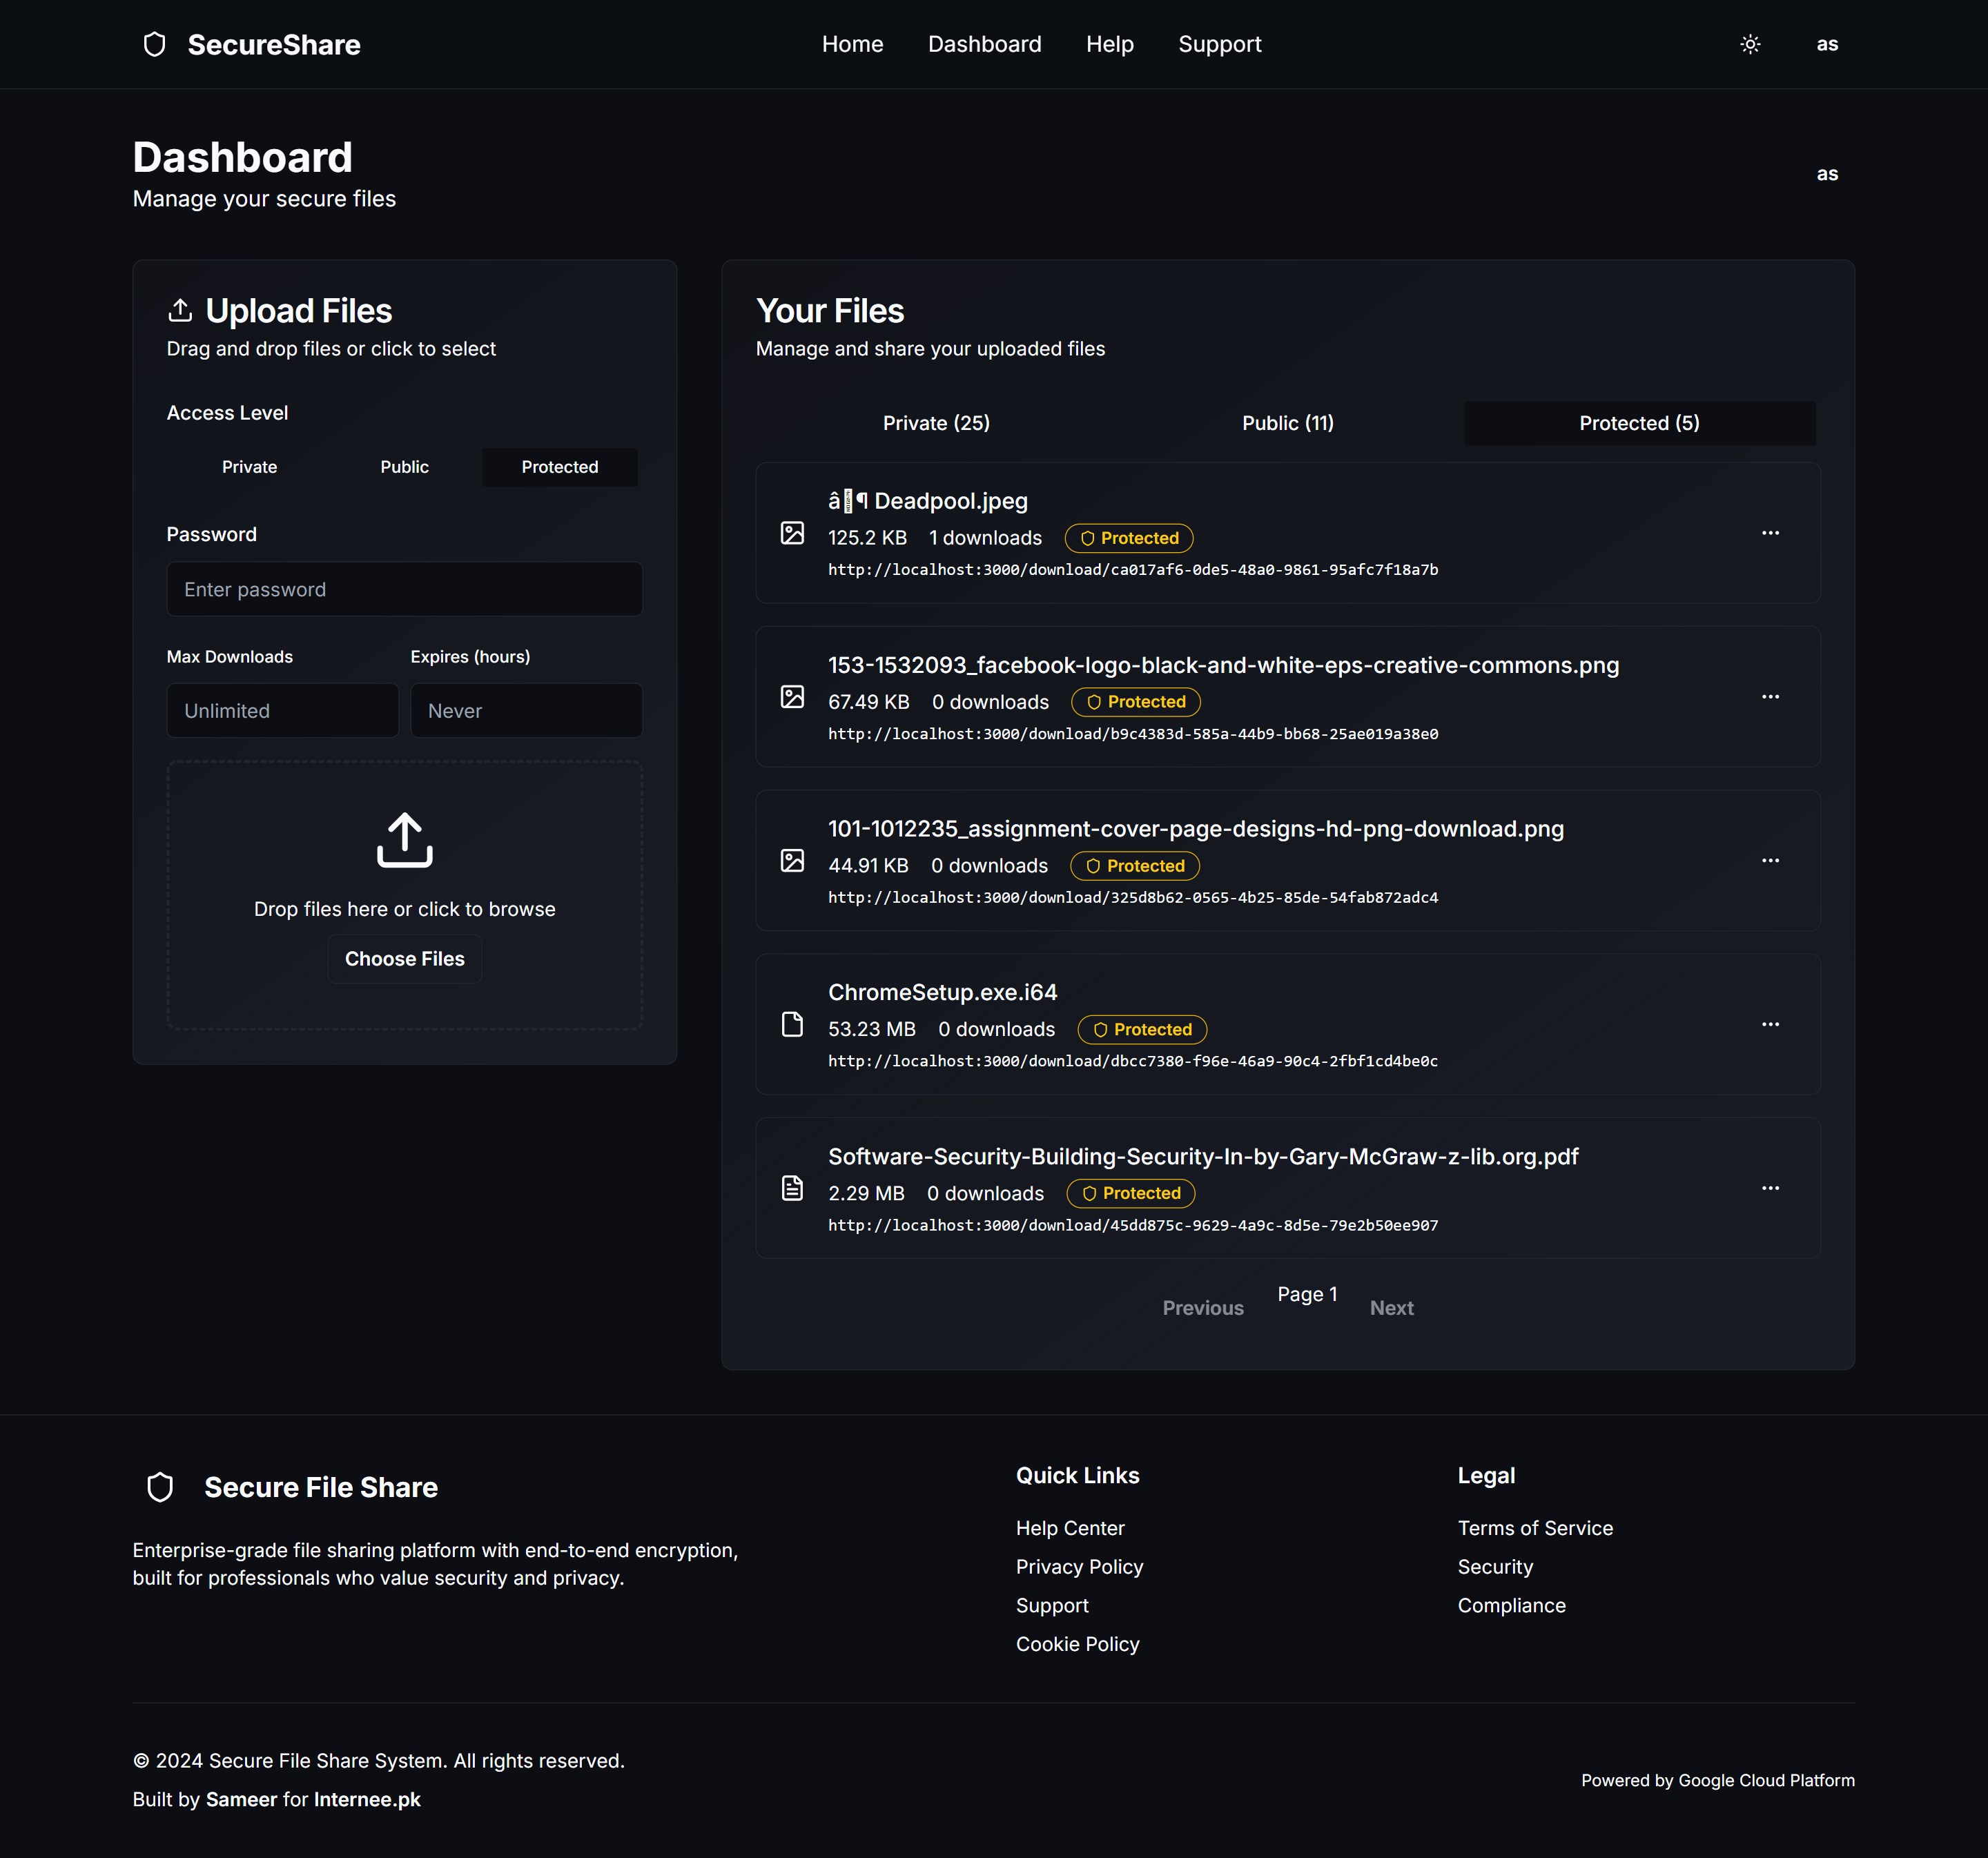 SecureShare
Home
Dashboard
Help
Support
as
Dashboard
Manage your secure files
as
Upload Files
Drag and drop files or click to select
Access Level
Private
Public
Protected
Password
Enter password
Max Downloads
Expires (hours)
Unlimited
Never
Drop files here or click to browse
Choose Files
Your Files
Manage and share your uploaded files
Private (25)
Public (11)
Protected (5)
â¶ Deadpool.jpeg
125.2 KB 1 downloads Protected
http://localhost:3000/download/ca017af6-0de5-48a0-9861-95afc7f18a7b
153-1532093_facebook-logo-black-and-white-eps-creative-commons.png
67.49 KB 0 downloads Protected
http://localhost:3000/download/b9c4383d-585a-44b9-bb68-25ae019a38e0
101-1012235_assignment-cover-page-designs-hd-png-download.png
44.91 KB 0 downloads Protected
http://localhost:3000/download/325d8b62-0565-4b25-85de-54fab872adc4
ChromeSetup.exe.i64
53.23 MB 0 downloads Protected
http://localhost:3000/download/dbcc7380-f96e-46a9-90c4-2fbf1cd4be0c
Software-Security-Building-Security-In-by-Gary-McGraw-z-lib.org.pdf
2.29 MB 0 downloads Protected
http://localhost:3000/download/45dd875c-9629-4a9c-8d5e-79e2b50ee907
Previous
Page 1
Next
Secure File Share
Enterprise-grade file sharing platform with end-to-end encryption,
built for professionals who value security and privacy.
Quick Links
Help Center
Privacy Policy
Support
Cookie Policy
Legal
Terms of Service
Security
Compliance
© 2024 Secure File Share System. All rights reserved.
Built by Sameer for Internee.pk
Powered by Google Cloud Platform